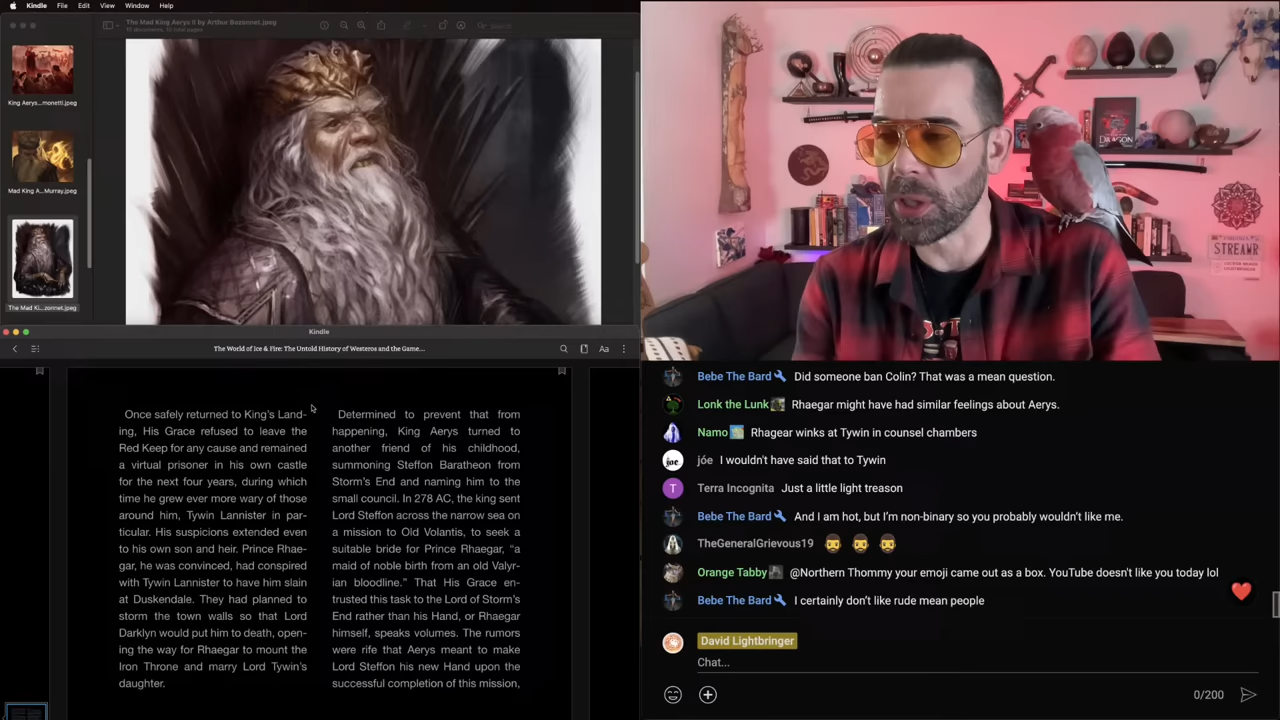 Kindle File Edit View Window Help
The Mad King Aerys II by Arthur Bozonnet.jpeg
Search
King Aerys...monetti.jpeg
Mad King A...Murray.jpeg
The Mad Ki...zonnet.jpeg
Kindle
The World of Ice & Fire: The Untold History of Westeros and the Game...
Aa
Once safely returned to King's Land-
ing, His Grace refused to leave the
Red Keep for any cause and remained
a virtual prisoner in his own castle
for the next four years, during which
time he grew ever more wary of those
around him, Tywin Lannister in par-
ticular. His suspicions extended even
to his own son and heir. Prince Rhae-
gar, he was convinced, had conspired
with Tywin Lannister to have him slain
at Duskendale. They had planned to
storm the town walls so that Lord
Darklyn would put him to death, open-
ing the way for Rhaegar to mount the
Iron Throne and marry Lord Tywin's
daughter.
Determined to prevent that from
happening, King Aerys turned to
another friend of his childhood,
summoning Steffon Baratheon from
Storm's End and naming him to the
small council. In 278 AC, the king sent
Lord Steffon across the narrow sea on
a mission to Old Volantis, to seek a
suitable bride for Prince Rhaegar, "a
maid of noble birth from an old Valyr-
ian bloodline." That His Grace en-
trusted this task to the Lord of Storm's
End rather than his Hand, or Rhaegar
himself, speaks volumes. The rumors
were rife that Aerys meant to make
Lord Steffon his new Hand upon the
successful completion of this mission,
DRAGON
STREAWR
Bebe The Bard Did someone ban Colin? That was a mean question.
Lonk the Lunk Rhaegar might have had similar feelings about Aerys.
Namo Rhagear winks at Tywin in counsel chambers
jóe I wouldn't have said that to Tywin
Terra Incognita Just a little light treason
Bebe The Bard And I am hot, but I'm non-binary so you probably wouldn't like me.
TheGeneralGrievous19
Orange Tabby @Northern Thommy your emoji came out as a box. YouTube doesn't like you today lol
Bebe The Bard I certainly don't like rude mean people
David Lightbringer
Chat...
0/200